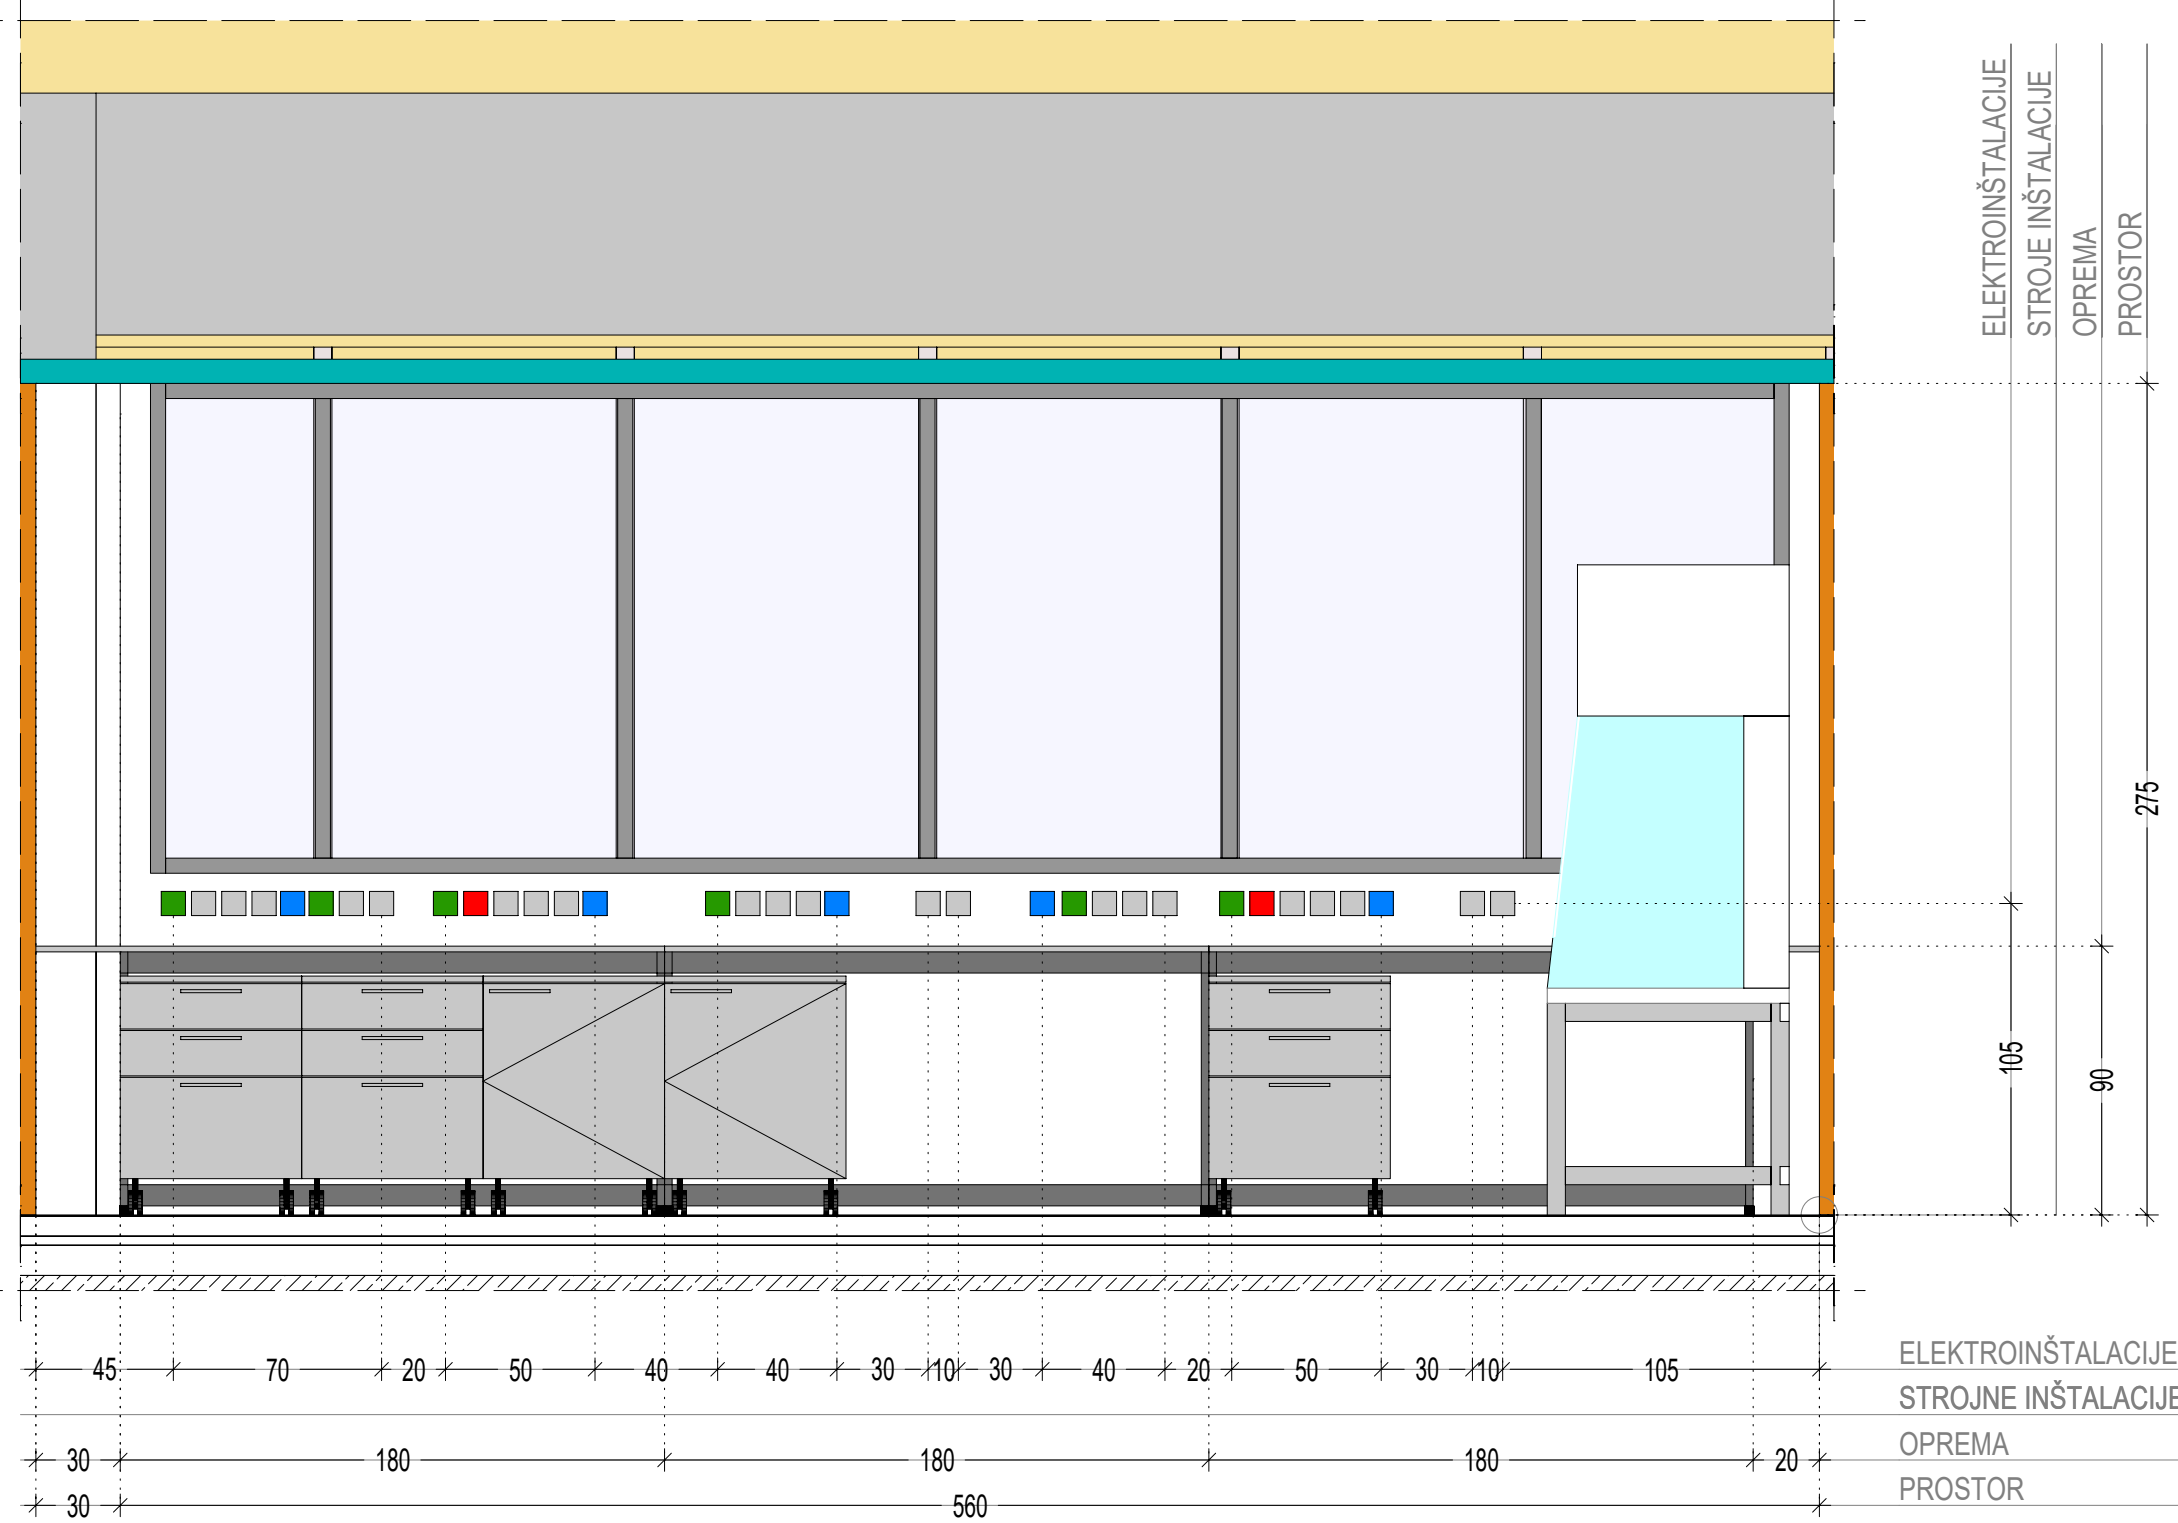 ELEKTROINŠTALACIJE
STROJE INŠTALACIJE
OPREMA
PROSTOR
275
105
90
45 70 20 50 40 40 30 10 30 40 20 50 30 10 105 ELEKTROINŠTALACIJE
STROJNE INŠTALACIJE
30 180 180 180 20 OPREMA
30 560 PROSTOR